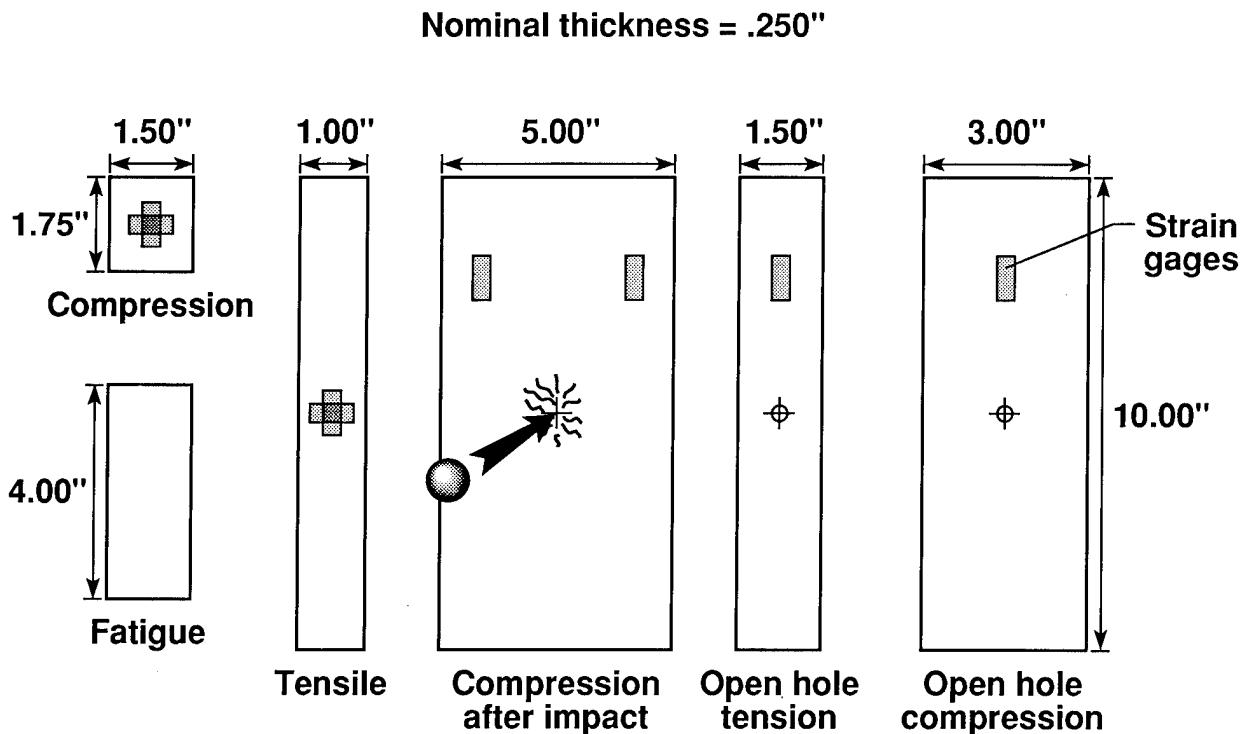 Nominal thickness = .250"
1.50"
1.00"
5.00"
1.50"
3.00"
1.75"
Compression
Strain
gages
4.00"
10.00"
Fatigue
Tensile
Compression
after impact
Open hole
tension
Open hole
compression